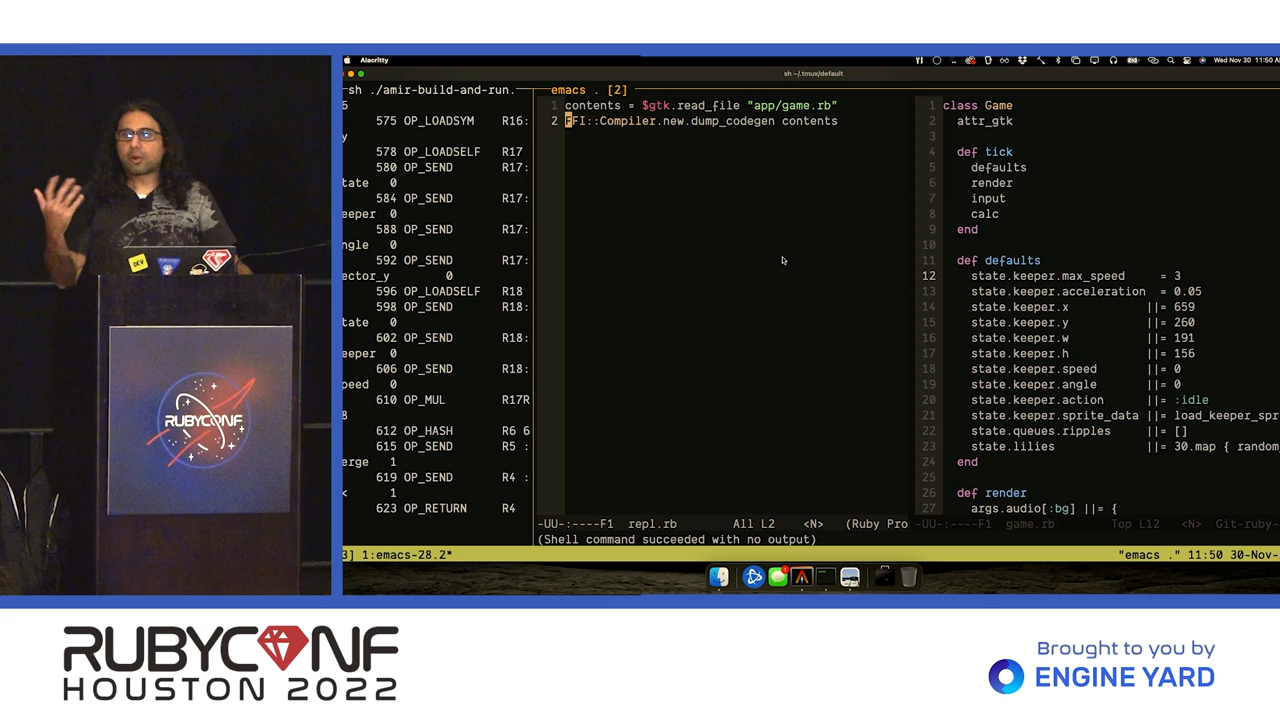 DEV
RUBYCONF
Alacritty
Wed Nov 30 11:50 A
sh ~/.tmux/default
sh ./amir-build-and-run.
6
575 OP_LOADSYM R16:
y
578 OP_LOADSELF R17
580 OP_SEND R17:
tate 0
584 OP_SEND R17:
eeper 0
588 OP_SEND R17:
ngle 0
592 OP_SEND R17:
ector_y 0
596 OP_LOADSELF R18
598 OP_SEND R18:
tate 0
602 OP_SEND R18:
eeper 0
606 OP_SEND R18:
peed 0
610 OP_MUL R17R
8
612 OP_HASH R6 6
615 OP_SEND R5 :
erge 1
619 OP_SEND R4 :
< 1
623 OP_RETURN R4
emacs . [2]
1 contents = $gtk.read_file "app/game.rb"
2 FFI::Compiler.new.dump_codegen contents
-UU-:----F1 repl.rb All L2 <N> (Ruby Pro
(Shell command succeeded with no output)
1 class Game
2 attr_gtk
3
4 def tick
5 defaults
6 render
7 input
8 calc
9 end
10
11 def defaults
12 state.keeper.max_speed = 3
13 state.keeper.acceleration = 0.05
14 state.keeper.x ||= 659
15 state.keeper.y ||= 260
16 state.keeper.w ||= 191
17 state.keeper.h ||= 156
18 state.keeper.speed ||= 0
19 state.keeper.angle ||= 0
20 state.keeper.action ||= :idle
21 state.keeper.sprite_data ||= load_keeper_spr
22 state.queues.ripples ||= []
23 state.lilies ||= 30.map { random
24 end
25
26 def render
27 args.audio[:bg] ||= {
-UU-:----F1 game.rb Top L12 <N> Git-ruby-
3] 1:emacs-28.2*
"emacs ." 11:50 30-Nov-
RUBYCONF
HOUSTON 2022
Brought to you by
ENGINE YARD